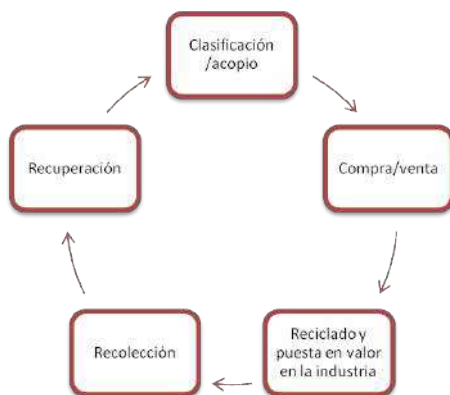 Clasificación
/acopio
Compra/venta
Reciclado y
puesta en valor
en la industria
Recolección
Recuperación